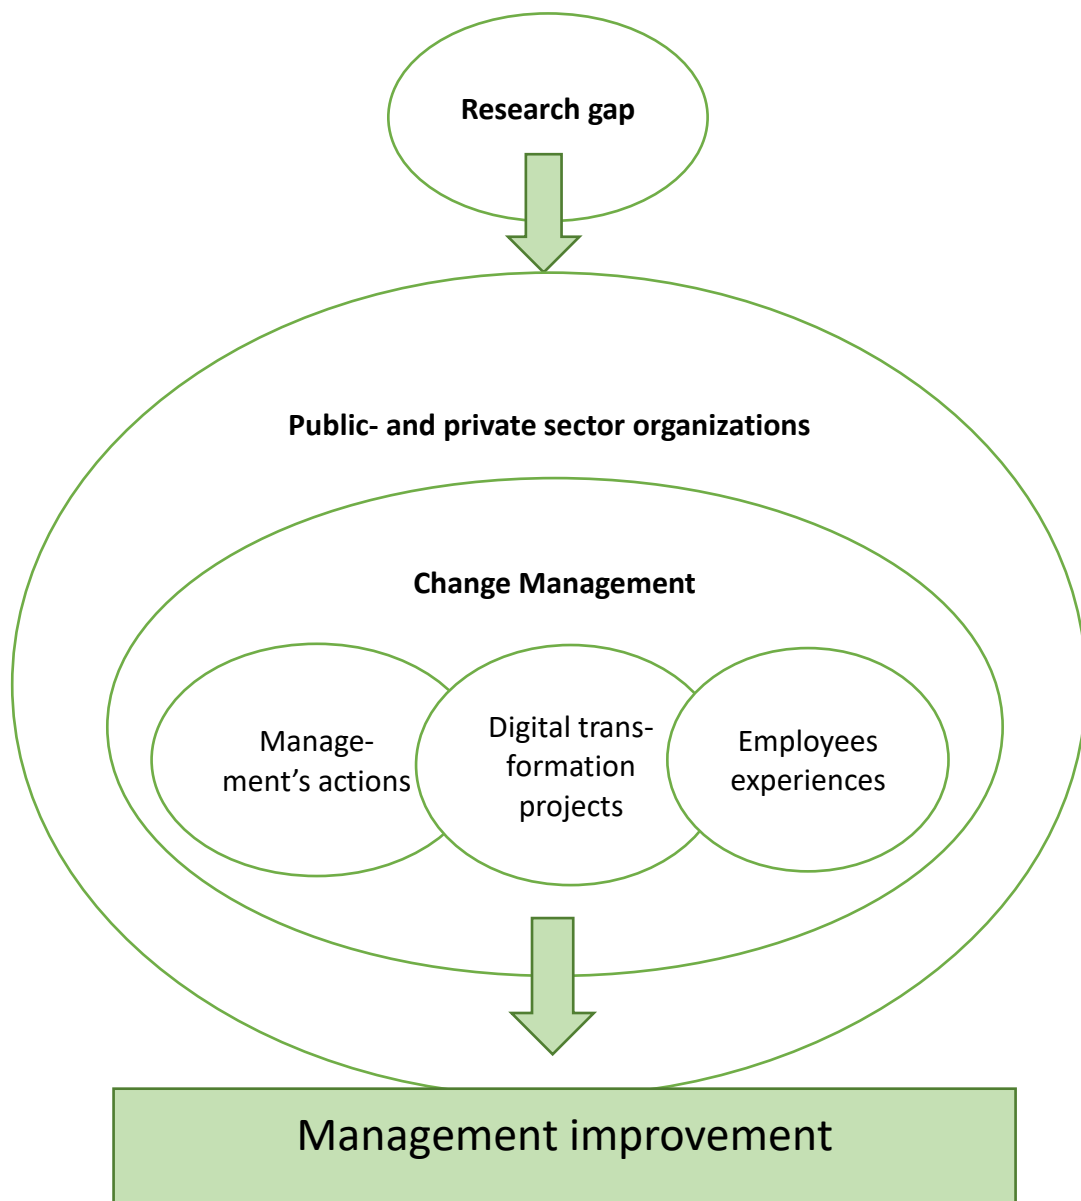 Research gap
Public- and private sector organizations
Change Management
Manage-
ment’s actions
Digital trans-
formation
projects
Employees
experiences
Management improvement